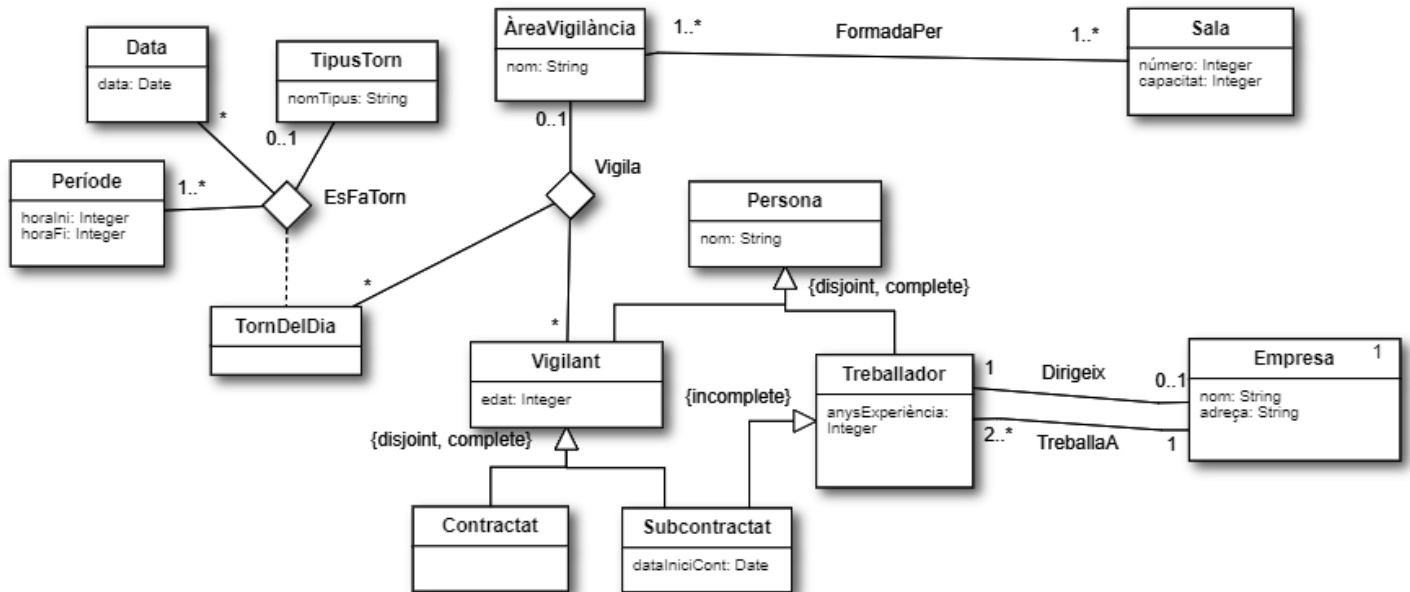 Data
data: Date
TipusTorn
nomTipus: String
*
0..1
Període
horaIni: Integer
horaFi: Integer
1..*
EsFaTorn
TornDelDia
*
ÀreaVigilància
nom: String
1..*
FormadaPer
1..*
Sala
número: Integer
capacitat: Integer
0..1
Vigila
*
Persona
nom: String
{disjoint, complete}
Vigilant
edat: Integer
{disjoint, complete}
Treballador
anysExperiència:
Integer
{incomplete}
1
Dirigeix
0..1
2..*
TreballaA
1
Empresa
1
nom: String
adreça: String
Contractat
Subcontractat
dataIniciCont: Date